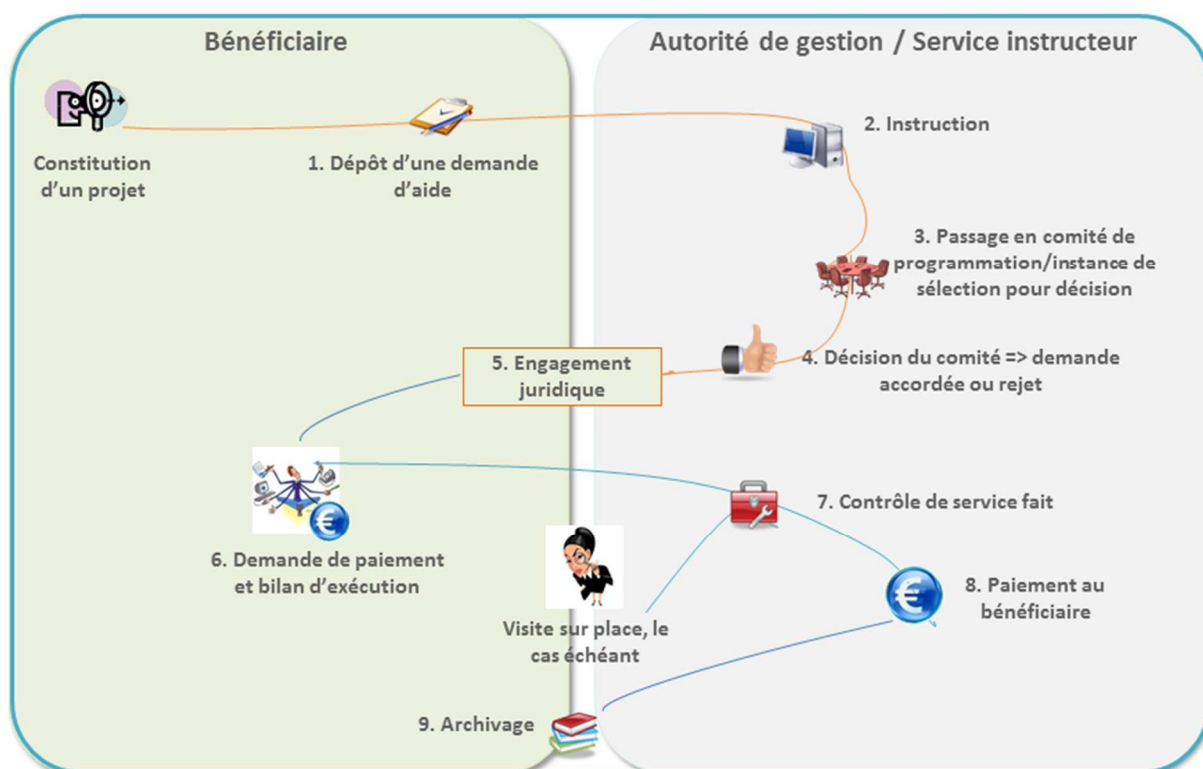 Bénéficiaire
Autorité de gestion / Service instructeur
Constitution
d’un projet
1. Dépôt d’une demande
d’aide
2. Instruction
3. Passage en comité de
programmation/instance de
sélection pour décision
4. Décision du comité => demande
accordée ou rejet
5. Engagement
juridique
6. Demande de paiement
et bilan d’exécution
7. Contrôle de service fait
Visite sur place, le
cas échéant
8. Paiement au
bénéficiaire
9. Archivage